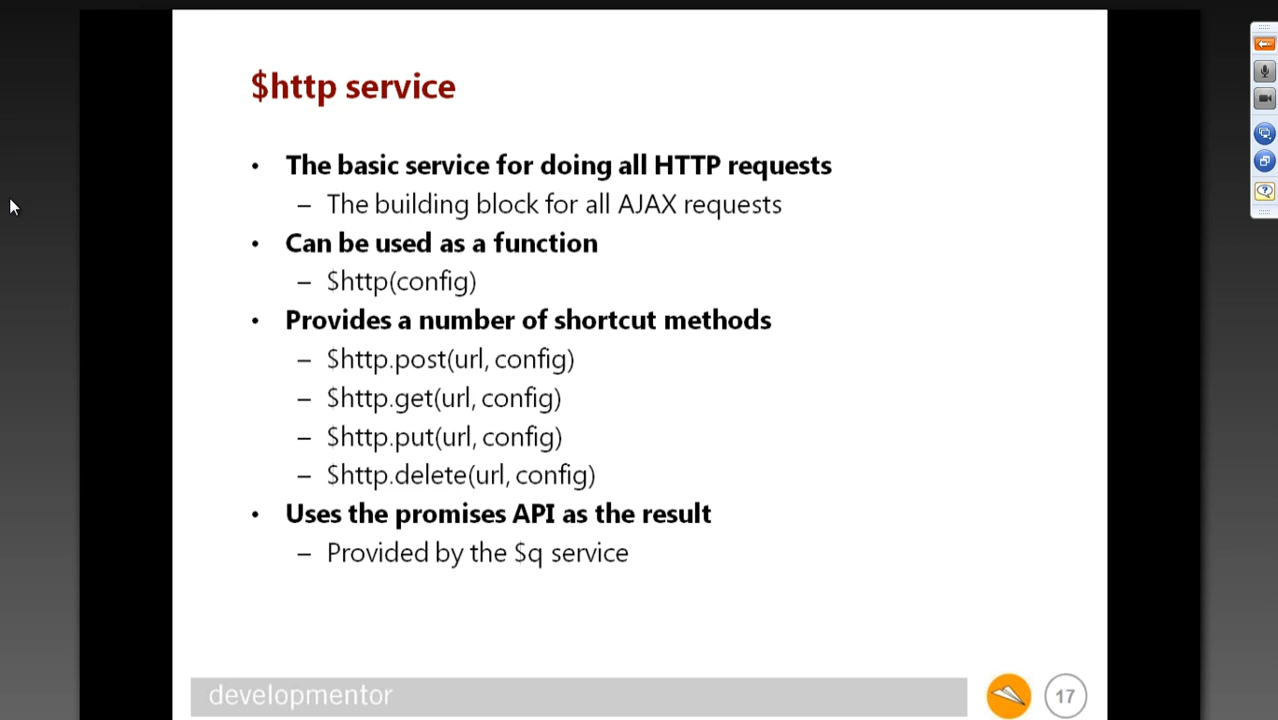 $http service
• The basic service for doing all HTTP requests
– The building block for all AJAX requests
• Can be used as a function
– $http(config)
• Provides a number of shortcut methods
– $http.post(url, config)
– $http.get(url, config)
– $http.put(url, config)
– $http.delete(url, config)
• Uses the promises API as the result
– Provided by the $q service
developmentor
17